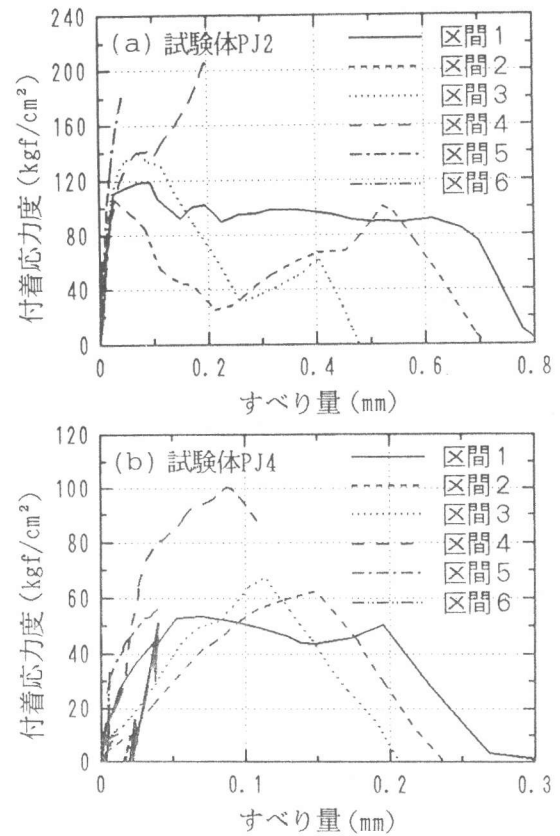 (a) 試験体PJ2
区間1
区間2
区間3
区間4
区間5
区間6
付着応力度 (kgf/cm²)
240
200
160
120
80
40
0
0 0.2 0.4 0.6 0.8
すべり量(mm)
(b) 試験体PJ4
区間1
区間2
区間3
区間4
区間5
区間6
付着応力度 (kgf/cm²)
120
100
80
60
40
20
0
0 0.1 0.2 0.3
すべり量(mm)